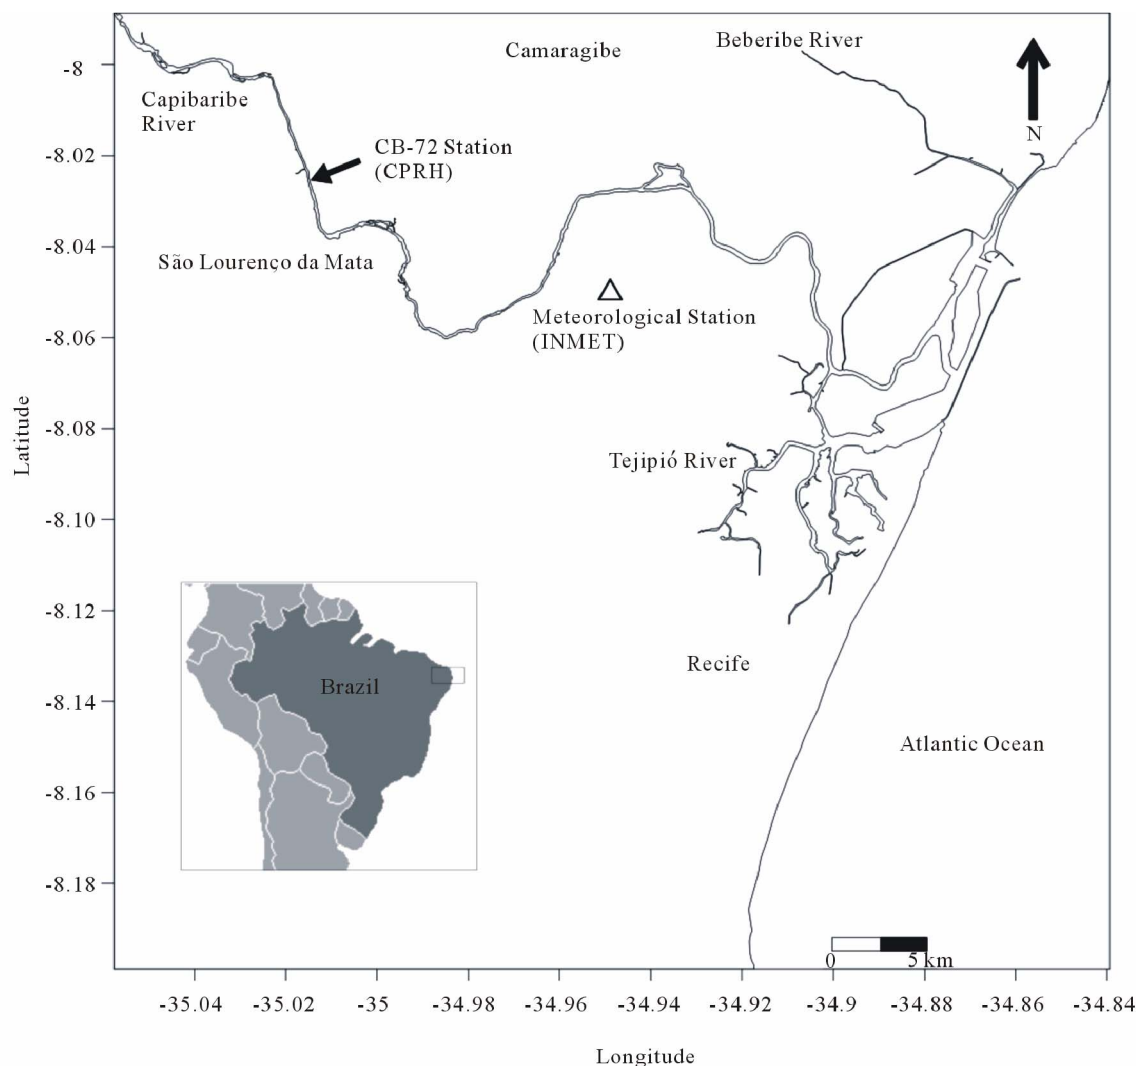 Beberibe River
Camaragibe
-8
Capibaribe
River
N
CB-72 Station
(CPRH)
-8.02
-8.04
São Lourenço da Mata
Meteorological Station
(INMET)
-8.06
Latitude
-8.08
Tejipió River
-8.10
-8.12
Recife
Brazil
-8.14
Atlantic Ocean
-8.16
-8.18
0 5 km
-35.04 -35.02 -35 -34.98 -34.96 -34.94 -34.92 -34.9 -34.88 -34.86 -34.84
Longitude